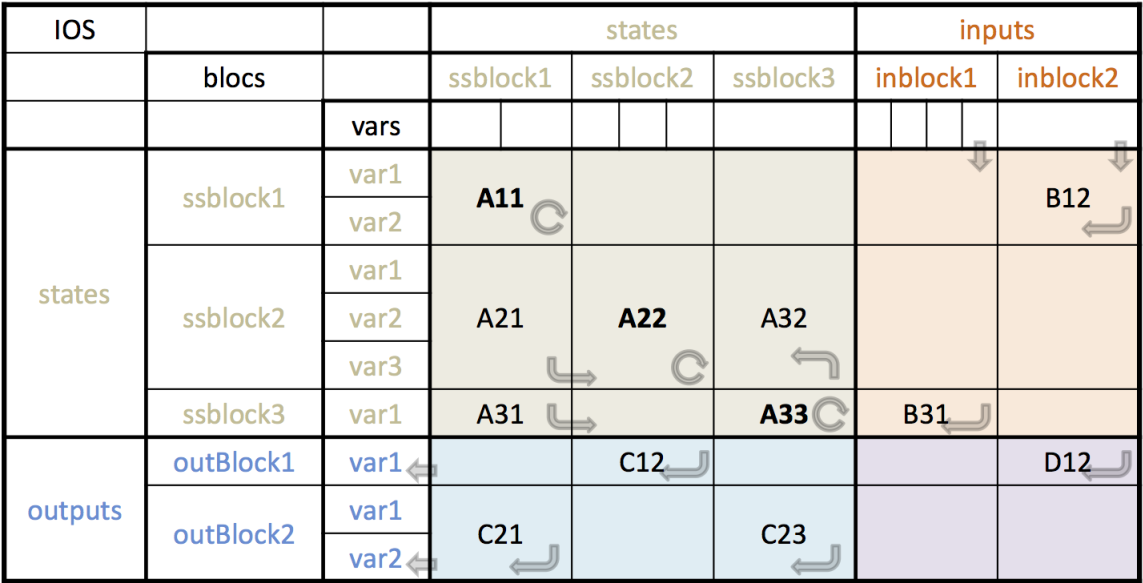 IOS states inputs
blocs ssblock1 ssblock2 ssblock3 inblock1 inblock2
vars
states ssblock1 var1 A11 B12
var2
ssblock2 var1 A21 A22 A32
var2
var3
ssblock3 var1 A31 A33 B31
outputs outBlock1 var1 C12 D12
outBlock2 var1 C21 C23
var2